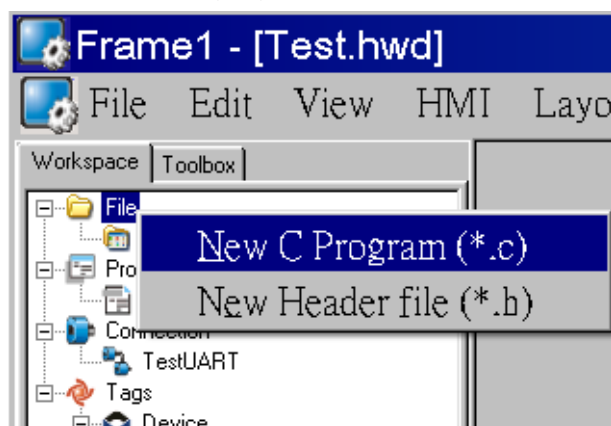 Frame1 - [Test.hwd]
File Edit View HMI Layo
Workspace Toolbox
File
New C Program (*.c)
Pro
New Header file (*.h)
Connection
TestUART
Tags
Device